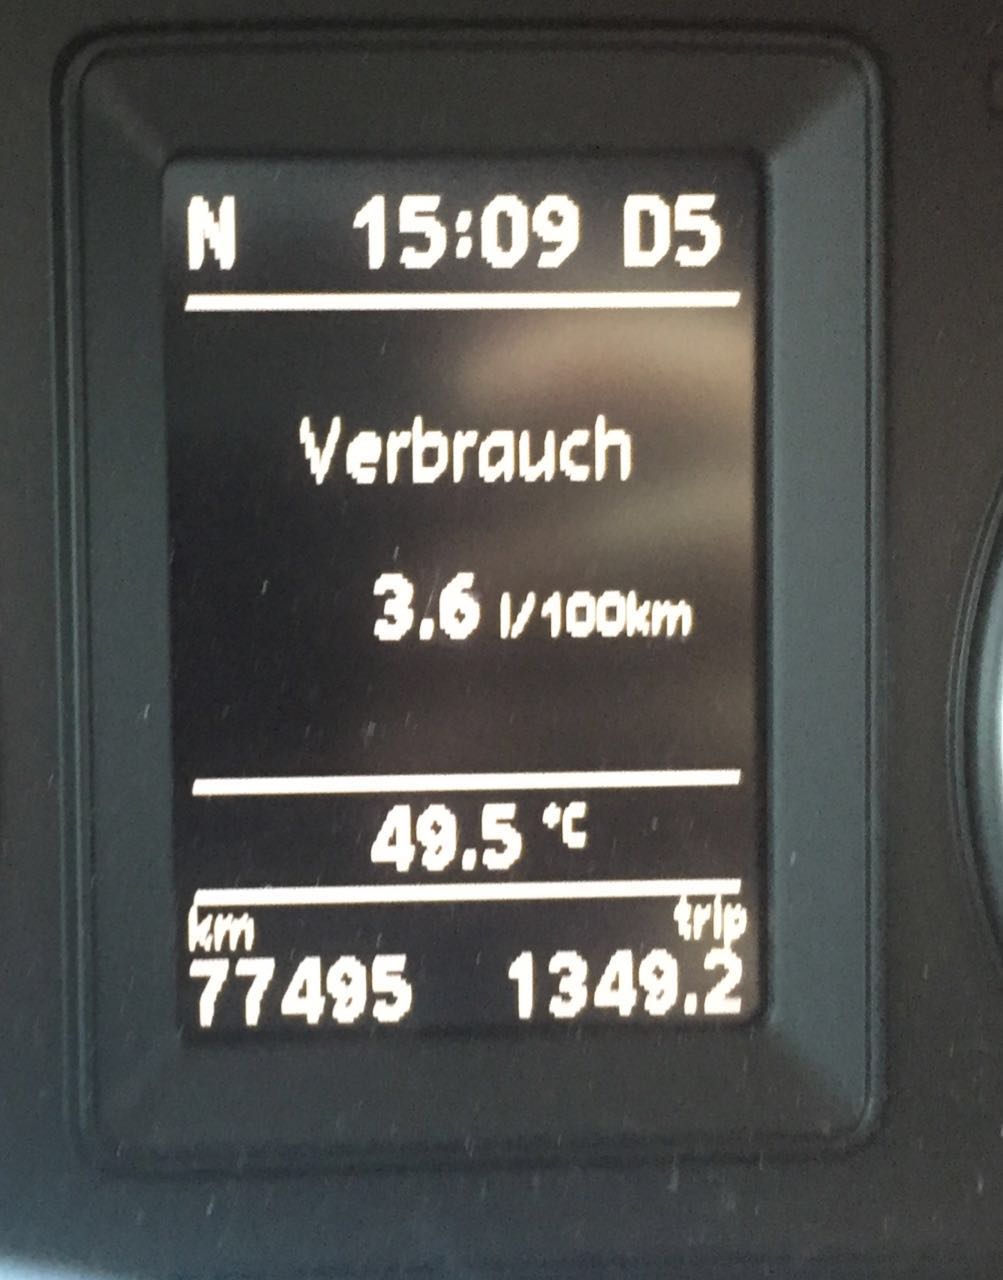 N 15:09 D5
Verbrauch
3.6 l/100km
49.5 °C
km trip
77495 1349.2